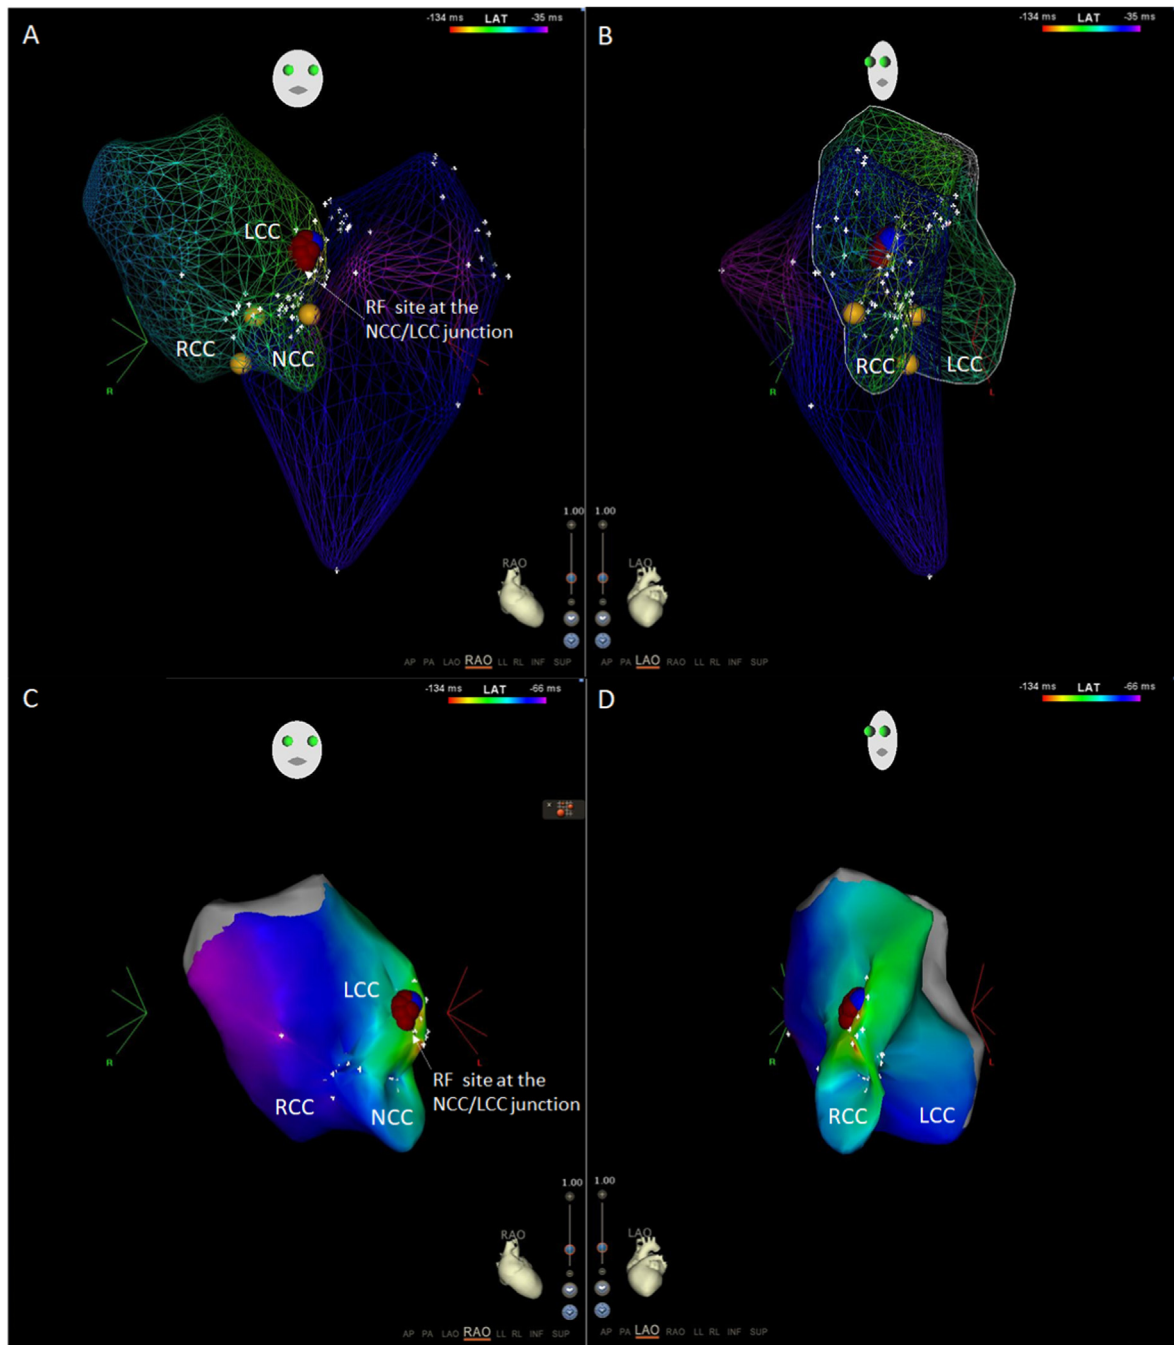 A
-134 ms LAT -35 ms
LCC
RF site at the
NCC/LCC junction
RCC
NCC
R
L
1.00
RAO
AP PA LAO RAO LL RL INF SUP
B
-134 ms LAT -35 ms
RCC
LCC
R
L
1.00
LAO
AP PA LAO RAO LL RL INF SUP
C
-134 ms LAT -66 ms
LCC
RF site at the
NCC/LCC junction
RCC
NCC
R
L
1.00
RAO
AP PA LAO RAO LL RL INF SUP
D
-134 ms LAT -66 ms
RCC
LCC
R
L
1.00
LAO
AP PA LAO RAO LL RL INF SUP